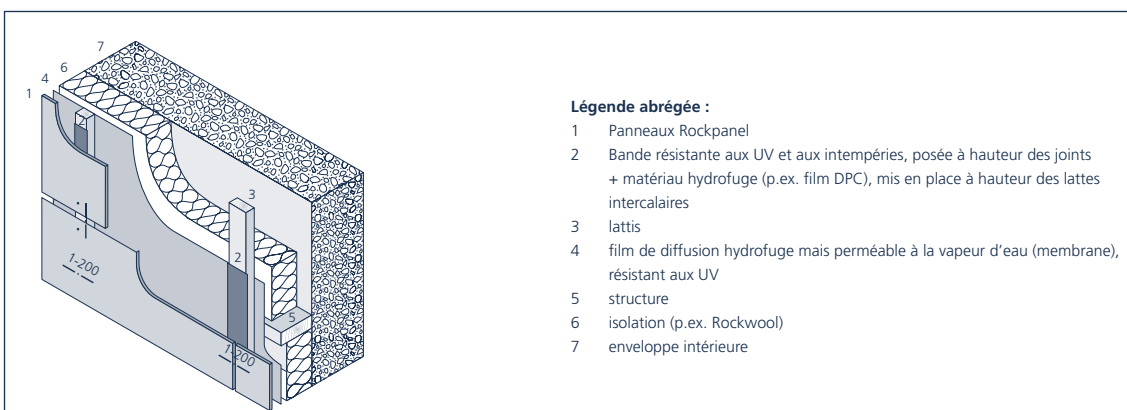 7
6
4
1
3
2
1-200
5
1-200
Légende abrégée :
1 Panneaux Rockpanel
2 Bande résistante aux UV et aux intempéries, posée à hauteur des joints
+ matériau hydrofuge (p.ex. film DPC), mis en place à hauteur des lattes
intercalaires
3 lattis
4 film de diffusion hydrofuge mais perméable à la vapeur d’eau (membrane),
résistant aux UV
5 structure
6 isolation (p.ex. Rockwool)
7 enveloppe intérieure